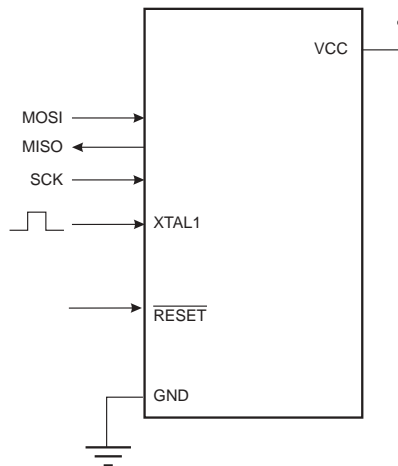 VCC
MOSI
MISO
SCK
XTAL1
RESET
GND